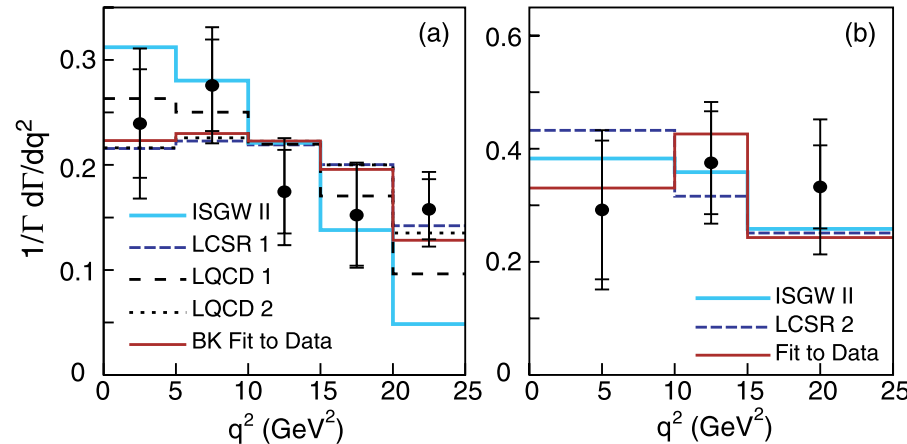 (a)
(b)
1/Γ dΓ/dq²
0.3
0.2
0.1
0
ISGW II
LCSR 1
LQCD 1
LQCD 2
BK Fit to Data
0 5 10 15 20 25
q² (GeV²)
0.6
0.4
0.2
0
ISGW II
LCSR 2
Fit to Data
0 5 10 15 20 25
q² (GeV²)